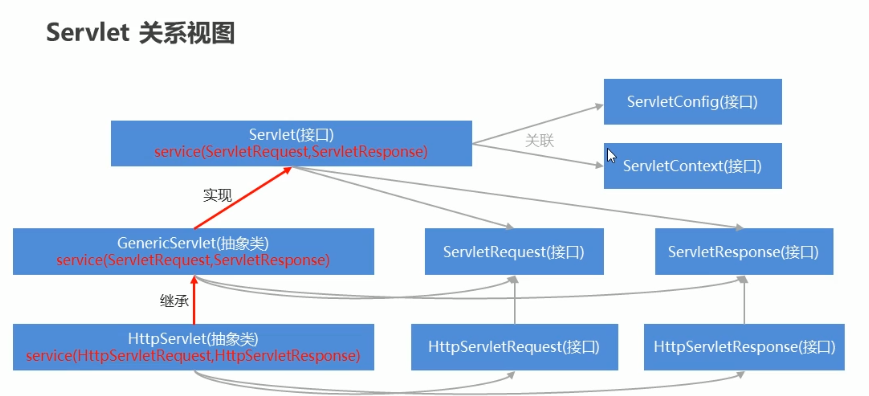 Servlet 关系视图
ServletConfig(接口)
Servlet(接口)
service(ServletRequest,ServletResponse)
关联
ServletContext(接口)
实现
GenericServlet(抽象类)
service(ServletRequest,ServletResponse)
ServletRequest(接口)
ServletResponse(接口)
继承
HttpServlet(抽象类)
service(HttpServletRequest,HttpServletResponse)
HttpServletRequest(接口)
HttpServletResponse(接口)